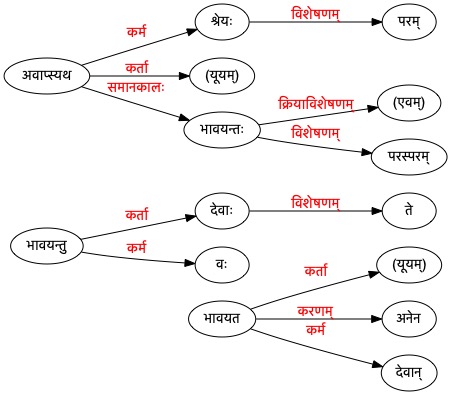 श्रेयः
विशेषणम्
परम्
कर्म
अवाप्स्यथ
कर्ता
(यूयम्)
समानकालः
क्रियाविशेषणम्
(एवम्)
भावयन्तः
विशेषणम्
परस्परम्
देवाः
विशेषणम्
ते
कर्ता
भावयन्तु
कर्म
वः
कर्ता
(यूयम्)
भावयत
करणम्
अनेन
कर्म
देवान्